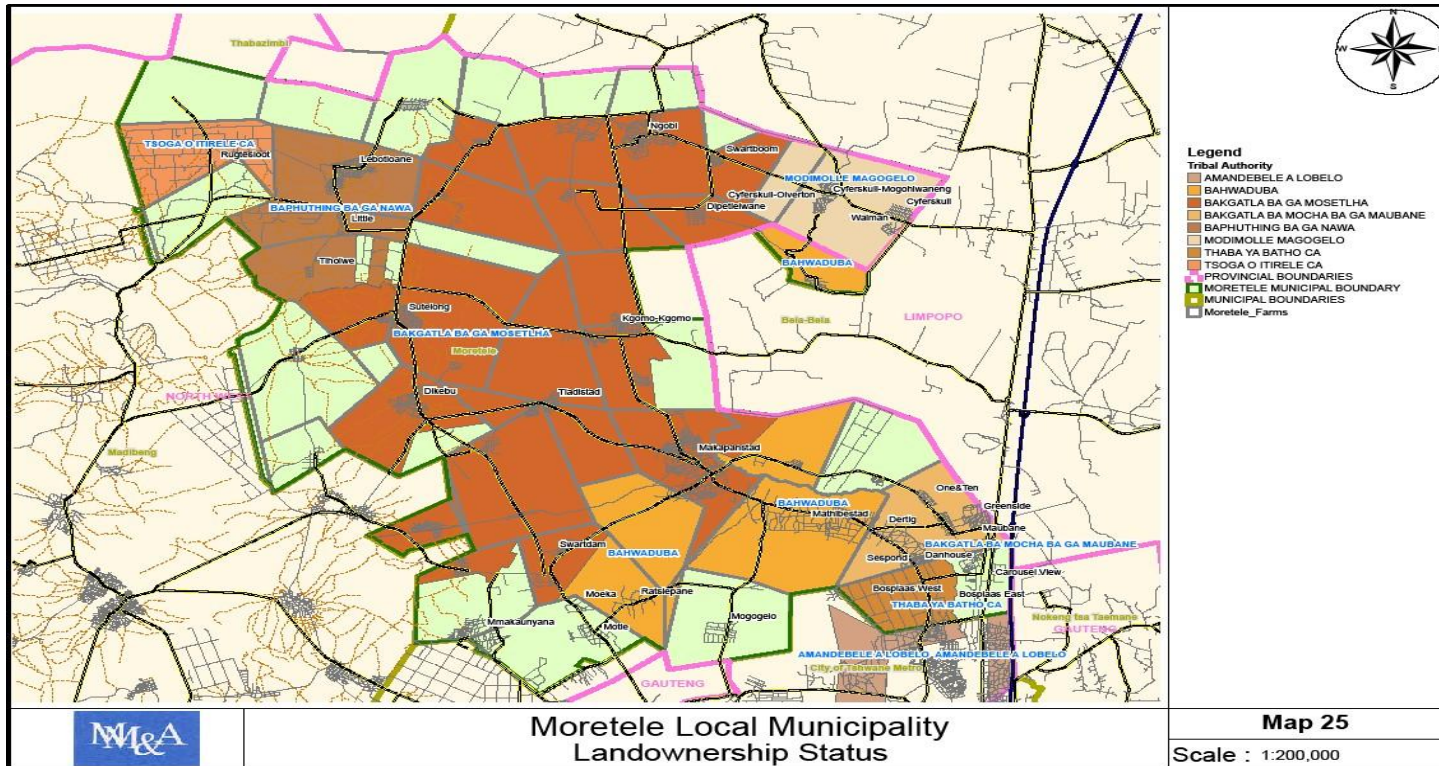 Thabazimbi
N
W
S
Ngobi
TSOGA O ITIRELE CA
Rugtesloot
Lebotloane
Swartboom
MODIMOLLE MAGOGELO
Cyferskuil-Olverton
Cyferskuil-Mogohlwaneng
Cyferskuil
Dipetlelwane
Walman
BAPHUTHING BA GA NAWA
Little
Tlholwe
BAHWADUBA
Sutelong
BAKGATLA BA GA MOSETLHA
Kgomo-Kgomo
Bela-Bela
LIMPOPO
Moretele
NORTH WEST
Dikebu
Tladistad
Madibeng
Makapanstad
One&Ten
BAHWADUBA
Mathibestad
Greenside
Dertig
Maubane
Swartdam
BAHWADUBA
BAKGATLA BA MOCHA BA GA MAUBANE
Sespond
Danhouse
Carousel View
Moeka
Ratsiepane
Bosplaas West
Bosplaas East
THABA YA BATHO CA
Mmakaunyana
Motle
Mogogelo
Nokeng tsa Taemane
GAUTENG
AMANDEBELE A LOBELO, AMANDEBELE A LOBELO
City of Tshwane Metro
GAUTENG
Legend
Tribal Authority
AMANDEBELE A LOBELO
BAHWADUBA
BAKGATLA BA GA MOSETLHA
BAKGATLA BA MOCHA BA GA MAUBANE
BAPHUTHING BA GA NAWA
MODIMOLLE MAGOGELO
THABA YA BATHO CA
TSOGA O ITIRELE CA
PROVINCIAL BOUNDARIES
MORETELE MUNICIPAL BOUNDARY
MUNICIPAL BOUNDARIES
Moretele_Farms
NM&A
Moretele Local Municipality
Landownership Status
Map 25
Scale : 1:200,000